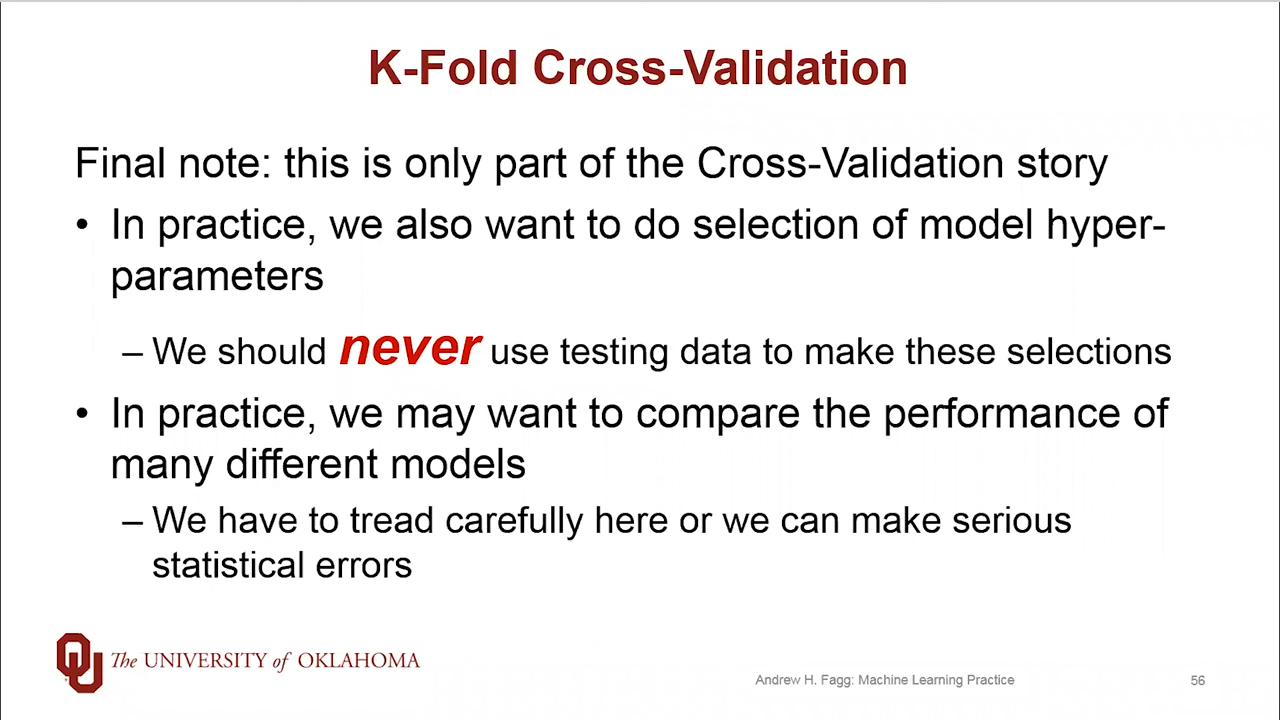 K-Fold Cross-Validation
Final note: this is only part of the Cross-Validation story
• In practice, we also want to do selection of model hyper-
parameters
– We should never use testing data to make these selections
• In practice, we may want to compare the performance of
many different models
– We have to tread carefully here or we can make serious
statistical errors
The UNIVERSITY of OKLAHOMA
Andrew H. Fagg: Machine Learning Practice
56